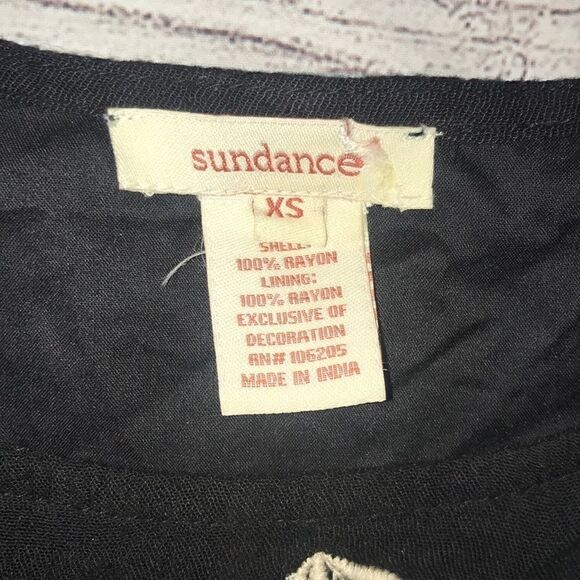 sundance
XS
SHELL:
100% RAYON
LINING:
100% RAYON
EXCLUSIVE OF
DECORATION
RN# 106205
MADE IN INDIA